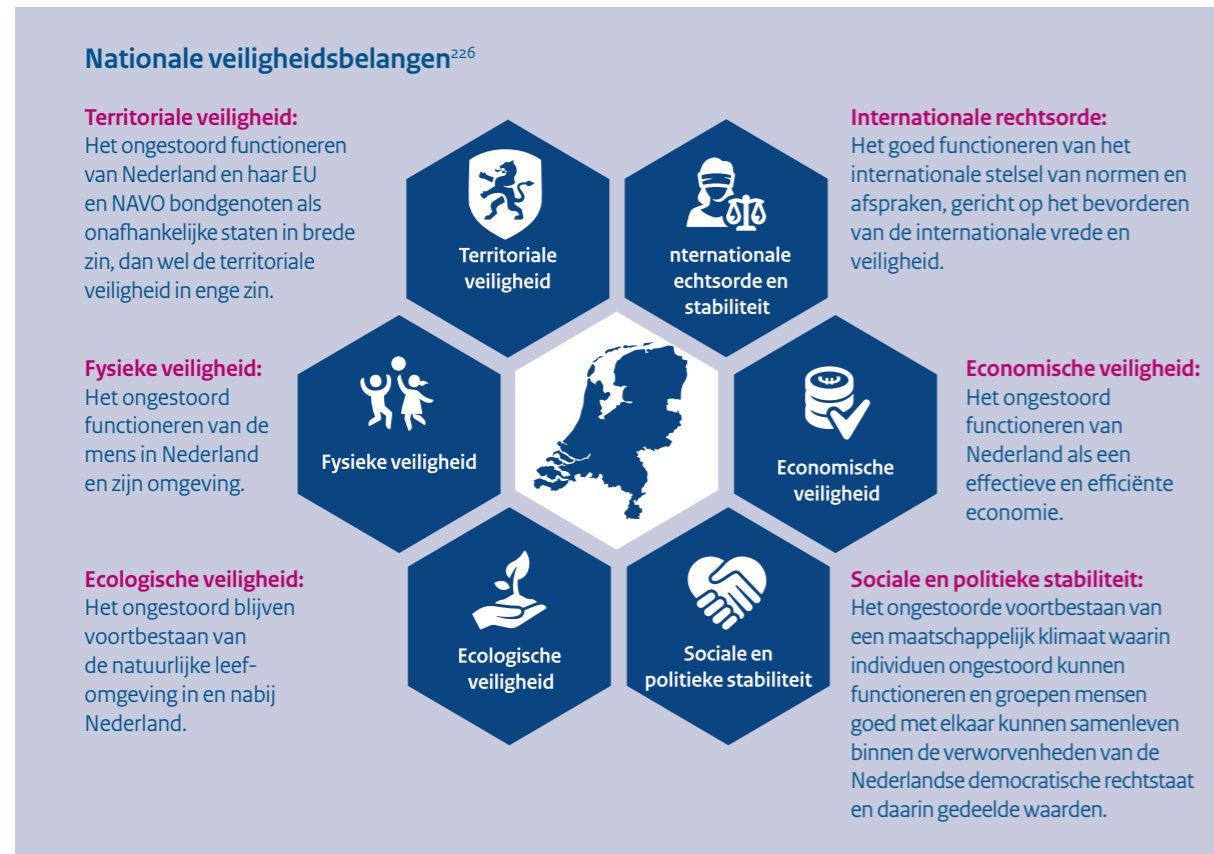 Nationale veiligheidsbelangen226
Territoriale veiligheid:
Het ongestoord functioneren
van Nederland en haar EU
en NAVO bondgenoten als
onafhankelijke staten in brede
zin, dan wel de territoriale
veiligheid in enge zin.
Territoriale
veiligheid
nternationale
echtsorde en
stabiliteit
Internationale rechtsorde:
Het goed functioneren van het
internationale stelsel van normen en
afspraken, gericht op het bevorderen
van de internationale vrede en
veiligheid.
Fysieke veiligheid:
Het ongestoord
functioneren van de
mens in Nederland
en zijn omgeving.
Fysieke veiligheid
Economische
veiligheid
Economische veiligheid:
Het ongestoord
functioneren van
Nederland als een
effectieve en efficiënte
economie.
Ecologische veiligheid:
Het ongestoord blijven
voortbestaan van
de natuurlijke leef-
omgeving in en nabij
Nederland.
Ecologische
veiligheid
Sociale en
politieke stabiliteit
Sociale en politieke stabiliteit:
Het ongestoorde voortbestaan van
een maatschappelijk klimaat waarin
individuen ongestoord kunnen
functioneren en groepen mensen
goed met elkaar kunnen samenleven
binnen de verworvenheden van de
Nederlandse democratische rechtstaat
en daarin gedeelde waarden.